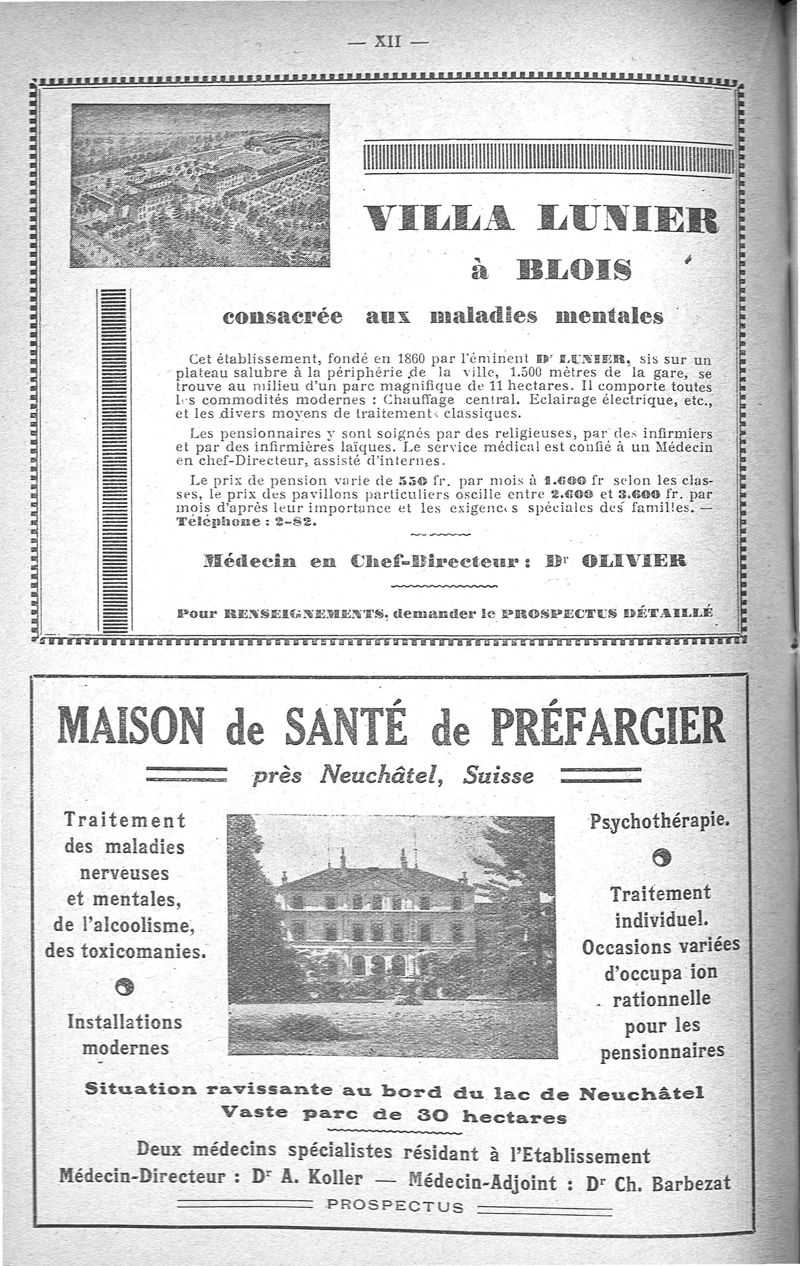 — XII —
VILLA LUNIER
à BLOIS
consacrée aux maladies mentales
Cet établissement, fondé en 1860 par l'éminent Dr LUNIER, sis sur un
plateau salubre à la périphérie de la ville, 1.500 mètres de la gare, se
trouve au milieu d'un parc magnifique de 11 hectares. Il comporte toutes
les commodités modernes : Chauffage central. Eclairage électrique, etc.,
et les divers moyens de traitements classiques.
Les pensionnaires y sont soignés par des religieuses, par des infirmiers
et par des infirmières laïques. Le service médical est confié à un Médecin
en chef-Directeur, assisté d'internes.
Le prix de pension varie de 550 fr. par mois à 1.600 fr selon les clas-
ses, le prix des pavillons particuliers oscille entre 2.600 et 3.600 fr. par
mois d'après leur importance et les exigences spéciales des familles. —
Téléphone : 2-82.
Médecin en Chef-Directeur : Dr OLIVIER
Pour RENSEIGNEMENTS, demander le PROSPECTUS DÉTAILLÉ
MAISON de SANTÉ de PRÉFARGIER
près Neuchâtel, Suisse
Traitement
des maladies
nerveuses
et mentales,
de l'alcoolisme,
des toxicomanies.
Installations
modernes
Psychothérapie.
Traitement
individuel.
Occasions variées
d'occupa ion
rationnelle
pour les
pensionnaires
Situation ravissante au bord du lac de Neuchâtel
Vaste parc de 30 hectares
Deux médecins spécialistes résidant à l'Etablissement
Médecin-Directeur : Dr A. Koller — Médecin-Adjoint : Dr Ch. Barbezat
PROSPECTUS